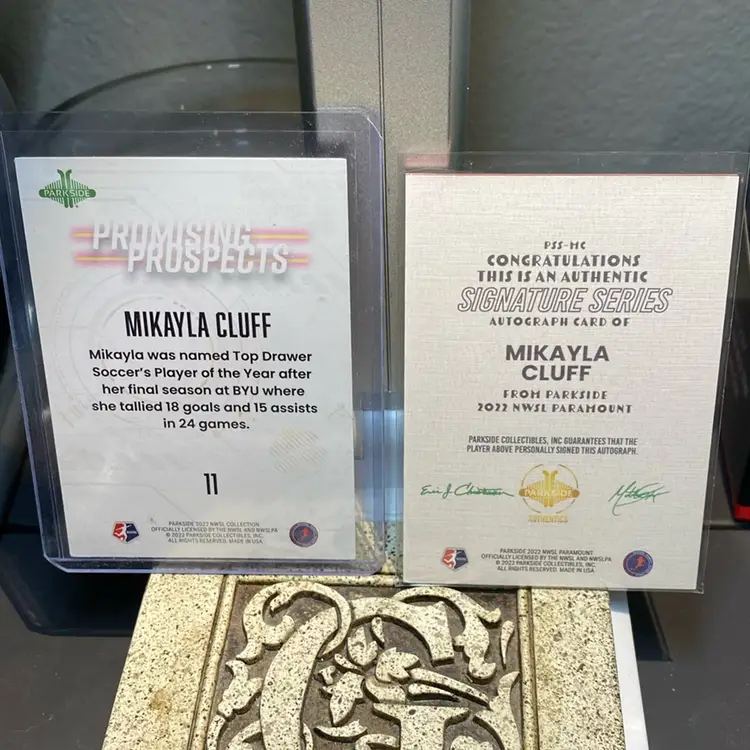 PARKSIDE
PROMISING
PROSPECTS
MIKAYLA CLUFF
Mikayla was named Top Drawer
Soccer's Player of the Year after
her final season at BYU where
she tallied 18 goals and 15 assists
in 24 games.
11
PARKSIDE 2022 NWSL COLLECTION
OFFICIALLY LICENSED BY THE NWSL AND NWSLPA
© 2022 PARKSIDE COLLECTIBLES, INC.
ALL RIGHTS RESERVED. MADE IN USA.
PSS-MC
CONGRATULATIONS
THIS IS AN AUTHENTIC
SIGNATURE SERIES
AUTOGRAPH CARD OF
MIKAYLA
CLUFF
FROM PARKSIDE
2022 NWSL PARAMOUNT
PARKSIDE COLLECTIBLES, INC GUARANTEES THAT THE
PLAYER ABOVE PERSONALLY SIGNED THIS AUTOGRAPH.
PARKSIDE
AUTHENTICS
PARKSIDE 2022 NWSL PARAMOUNT
OFFICIALLY LICENSED BY THE NWSL AND NWSLPA
© 2022 PARKSIDE COLLECTIBLES, INC.
ALL RIGHTS RESERVED. MADE IN USA.